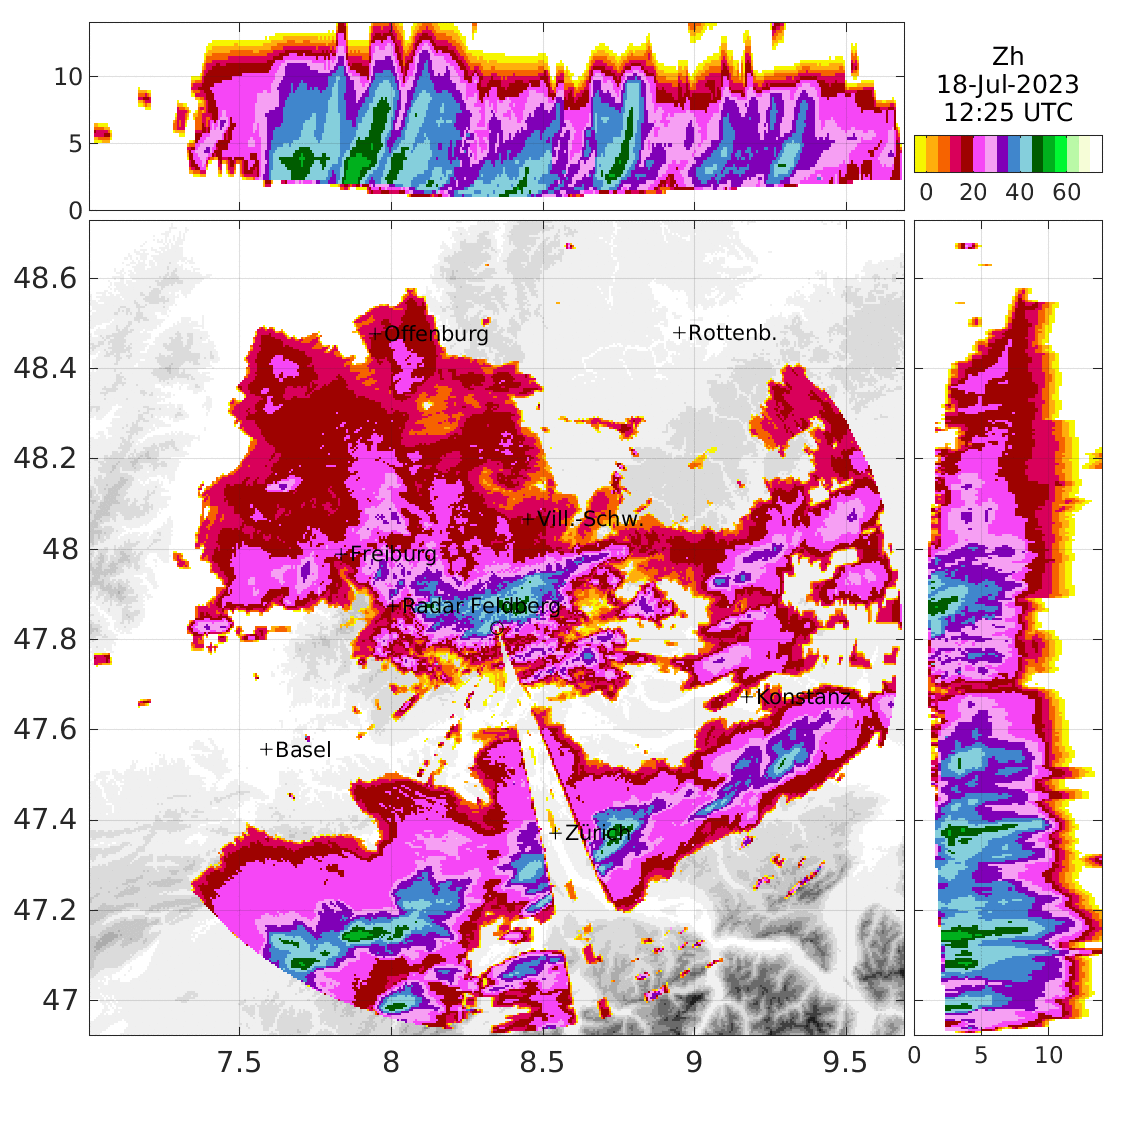 10
5
0
Zh
18-Jul-2023
12:25 UTC
0 20 40 60
48.6
48.4
48.2
48
47.8
47.6
47.4
47.2
47
+Offenburg
+Rottenb.
+Vill.-Schw.
+Freiburg
+Radar Feldberg
+Konstanz
+Basel
+Zürich
7.5 8 8.5 9 9.5
0 5 10